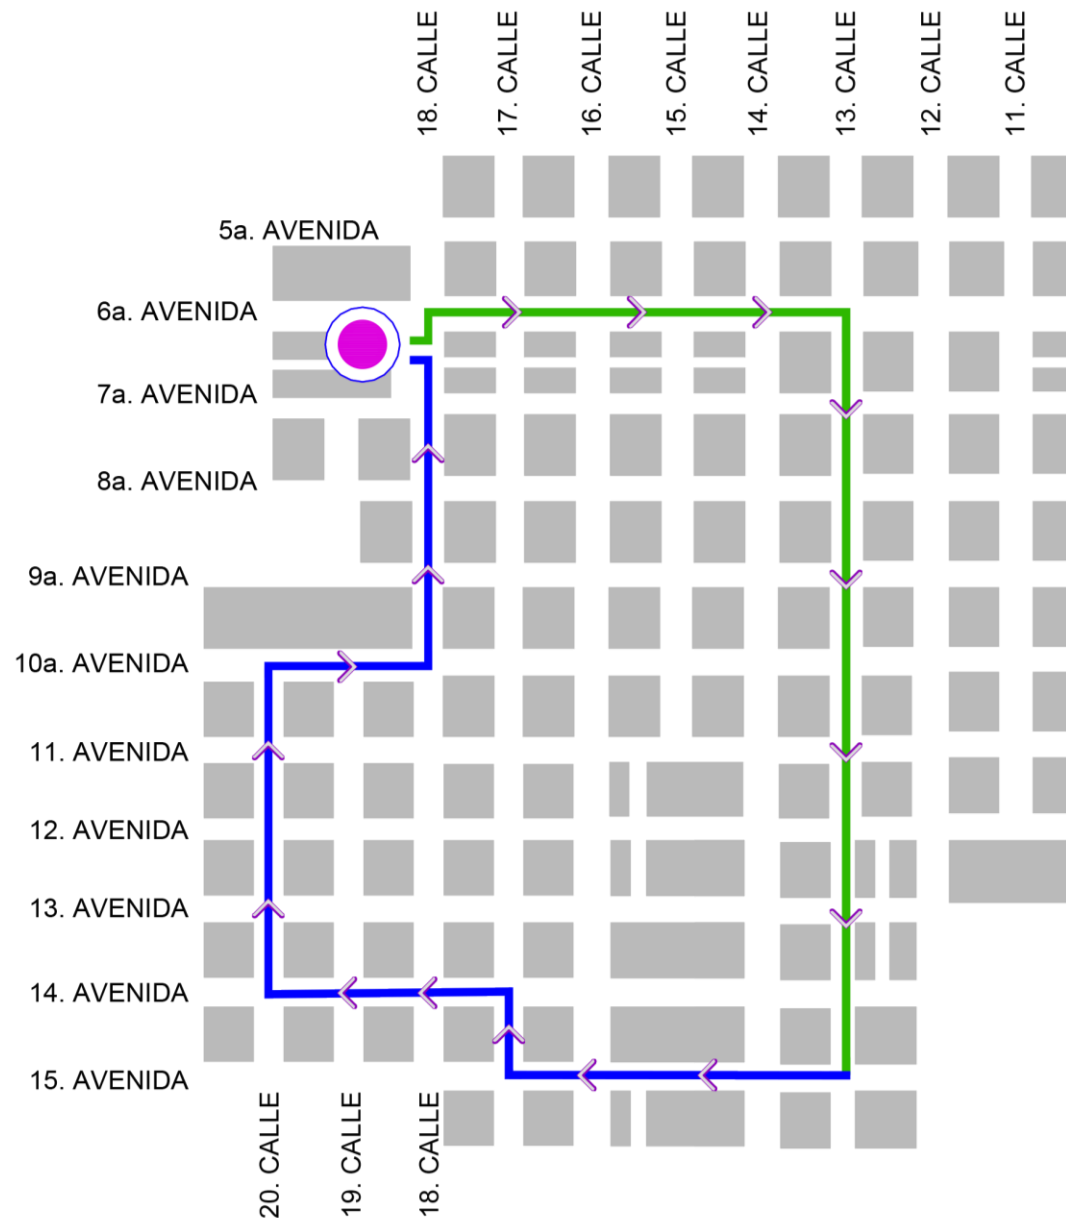 18. CALLE
17. CALLE
16. CALLE
15. CALLE
14. CALLE
13. CALLE
12. CALLE
11. CALLE
5a. AVENIDA
6a. AVENIDA
7a. AVENIDA
8a. AVENIDA
9a. AVENIDA
10a. AVENIDA
11. AVENIDA
12. AVENIDA
13. AVENIDA
14. AVENIDA
15. AVENIDA
20. CALLE
19. CALLE
18. CALLE